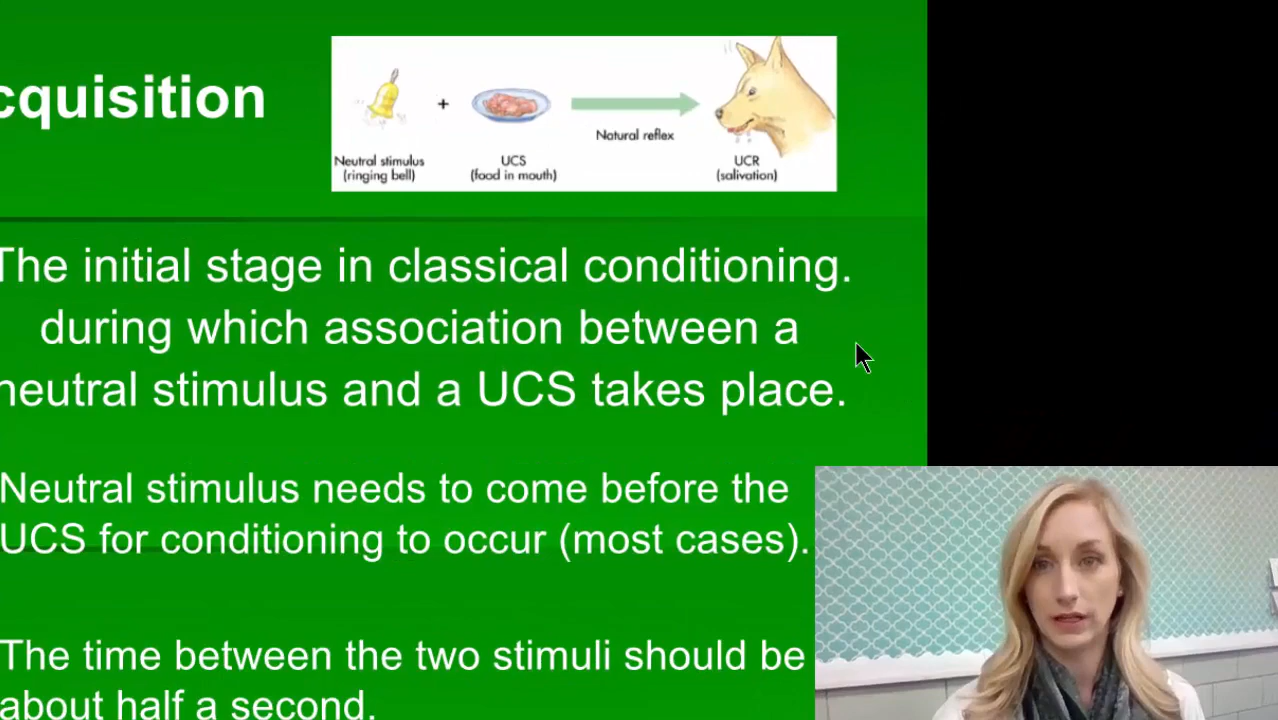 cquisition
+
Natural reflex
Neutral stimulus UCS UCR
(ringing bell) (food in mouth) (salivation)
The initial stage in classical conditioning.
during which association between a
neutral stimulus and a UCS takes place.
Neutral stimulus needs to come before the
UCS for conditioning to occur (most cases).
The time between the two stimuli should be
about half a second.